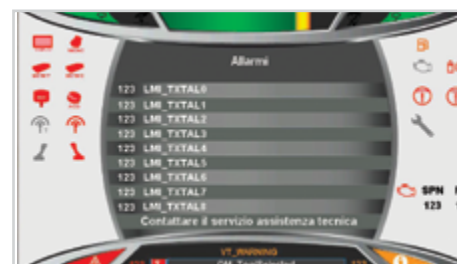 Allarmi
123 LMI_TXTAL0
123 LMI_TXTAL1
123 LMI_TXTAL2
123 LMI_TXTAL3
123 LMI_TXTAL4
123 LMI_TXTAL5
123 LMI_TXTAL6
123 LMI_TXTAL7
123 LMI_TXTAL8
Contattare il servizio assistenza tecnica
SPN
123
VT_WARNING